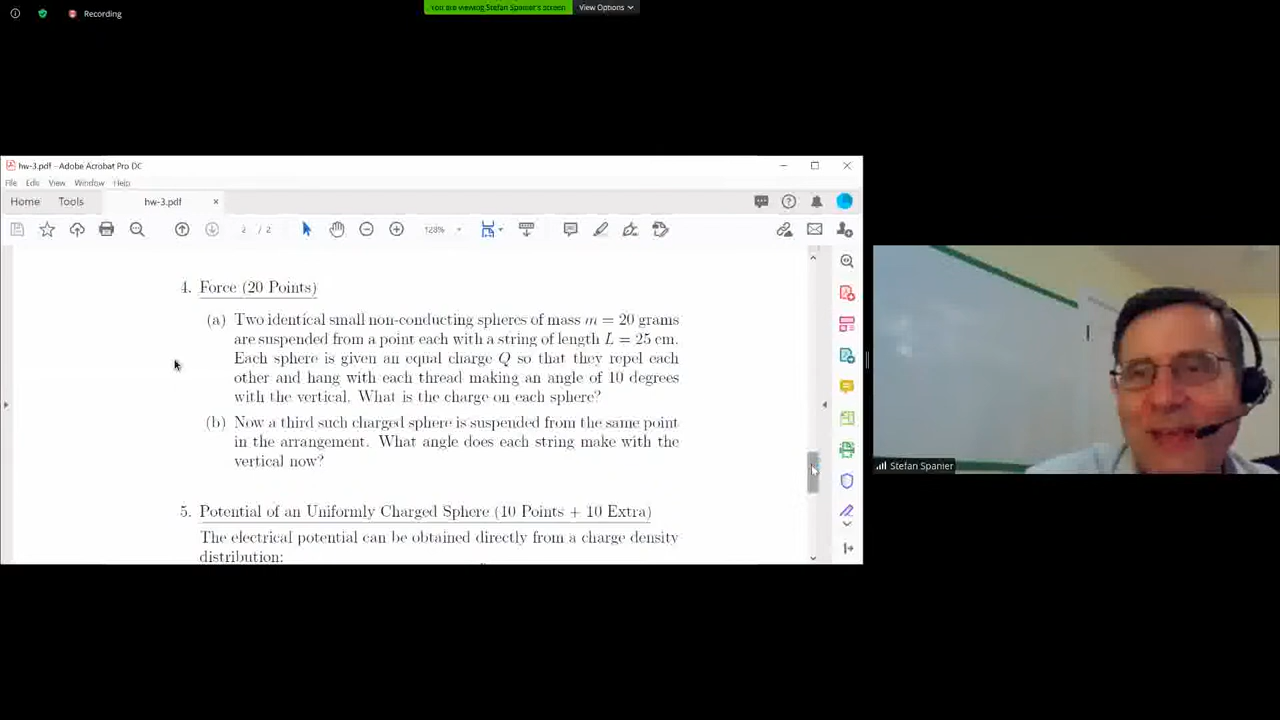 Recording
You are viewing Stefan Spanier's screen
View Options
hw-3.pdf - Adobe Acrobat Pro DC
File Edit View Window Help
Home Tools hw-3.pdf ×
2 / 2 128%
4. Force (20 Points)
(a) Two identical small non-conducting spheres of mass m = 20 grams
are suspended from a point each with a string of length L = 25 cm.
Each sphere is given an equal charge Q so that they repel each
other and hang with each thread making an angle of 10 degrees
with the vertical. What is the charge on each sphere?
(b) Now a third such charged sphere is suspended from the same point
in the arrangement. What angle does each string make with the
vertical now?
5. Potential of an Uniformly Charged Sphere (10 Points + 10 Extra)
The electrical potential can be obtained directly from a charge density
distribution:
Stefan Spanier